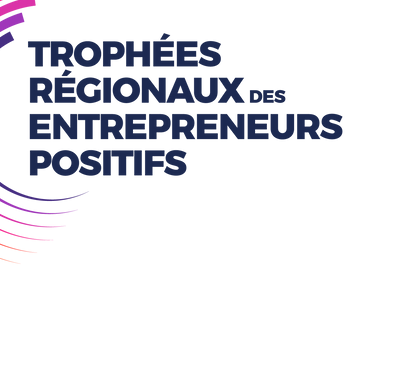 TROPHÉES
RÉGIONAUX DES
ENTREPRENEURS
POSITIFS